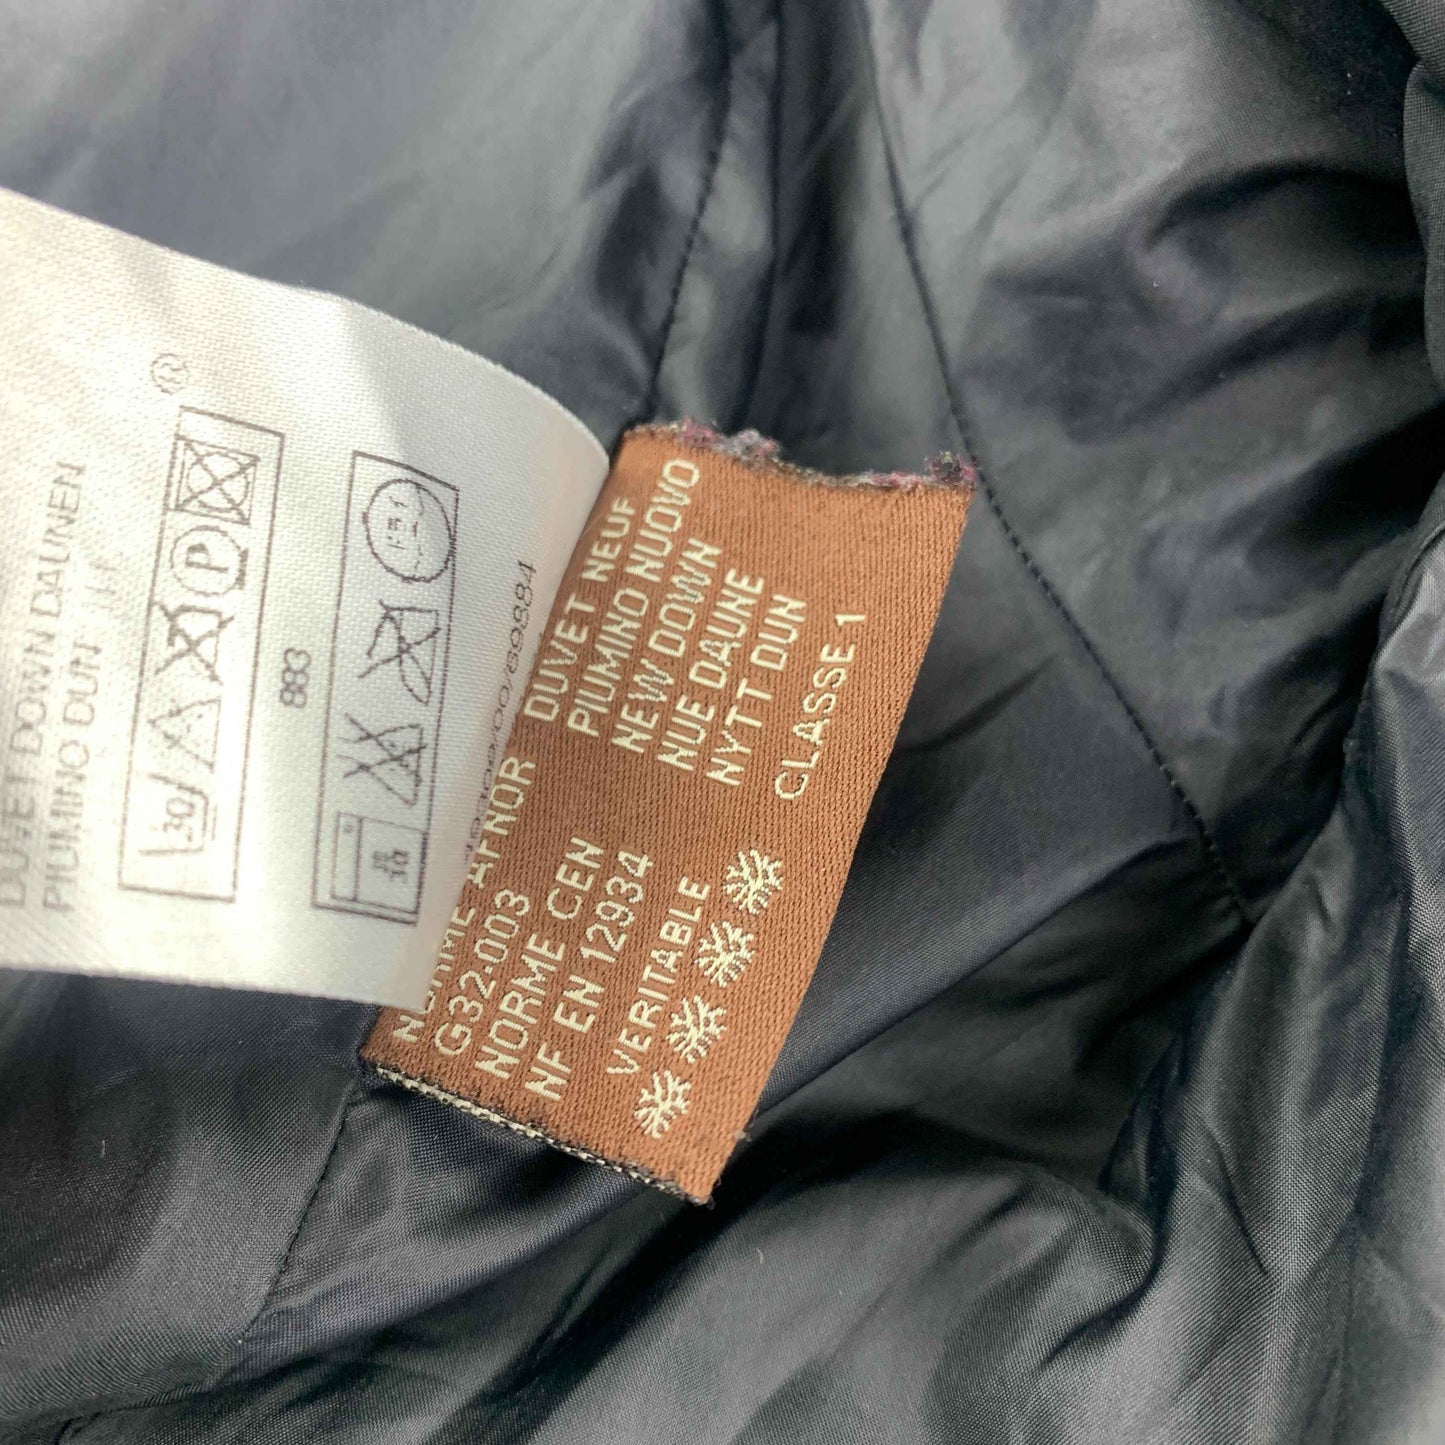 DUVET DOWN DAUNEN
PIUMINO DUN
®
30
P
883
NORME AFNOR
G32-003
NORME CEN
NF EN 12934
VERITABLE
DUVET NEUF
PIUMINO NUOVO
NEW DOWN
NUE DAUNE
NYTT DUN
CLASSE 1